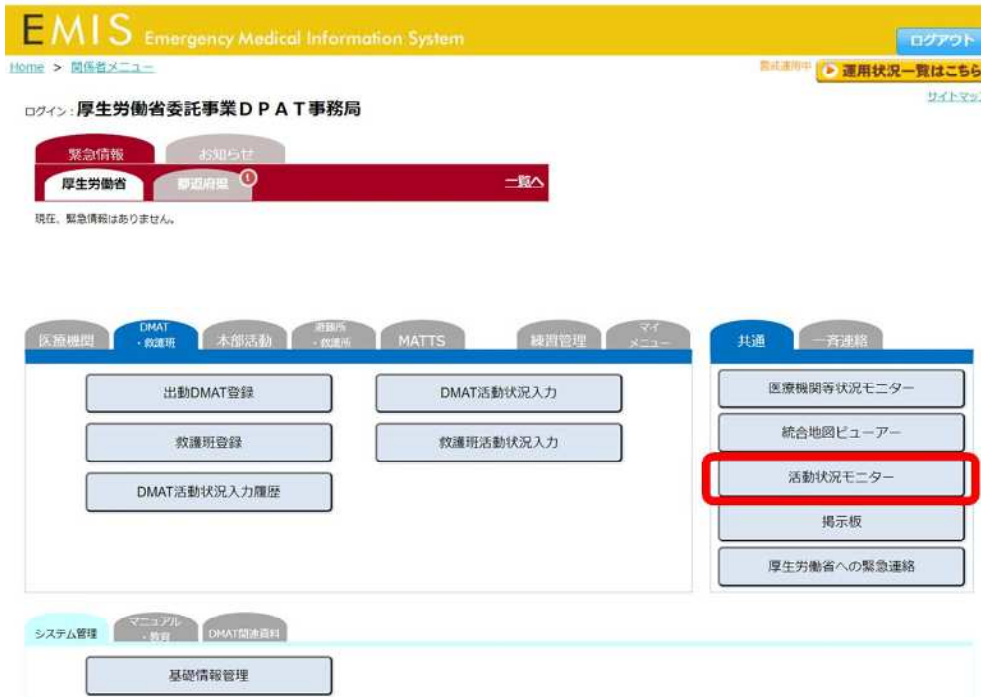 EMIS Emergency Medical Information System
ログアウト
Home > 関係者メニュー
警戒運用中 運用状況一覧はこちら
サイトマップ
ログイン:厚生労働省委託事業DPAT事務局
緊急情報 お知らせ
厚生労働省 都道府県 一覧へ
現在、緊急情報はありません。
DMAT 避難所 マイ
医療機関 ・救護班 本部活動 ・救護所 MATTS 練習管理 メニュー 共通 一斉連絡
出動DMAT登録 DMAT活動状況入力 医療機関等状況モニター
救護班登録 救護班活動状況入力 統合地図ビューアー
DMAT活動状況入力履歴 活動状況モニター
掲示板
厚生労働省への緊急連絡
マニュアル
システム管理 ・教育 DMAT関連資料
基礎情報管理